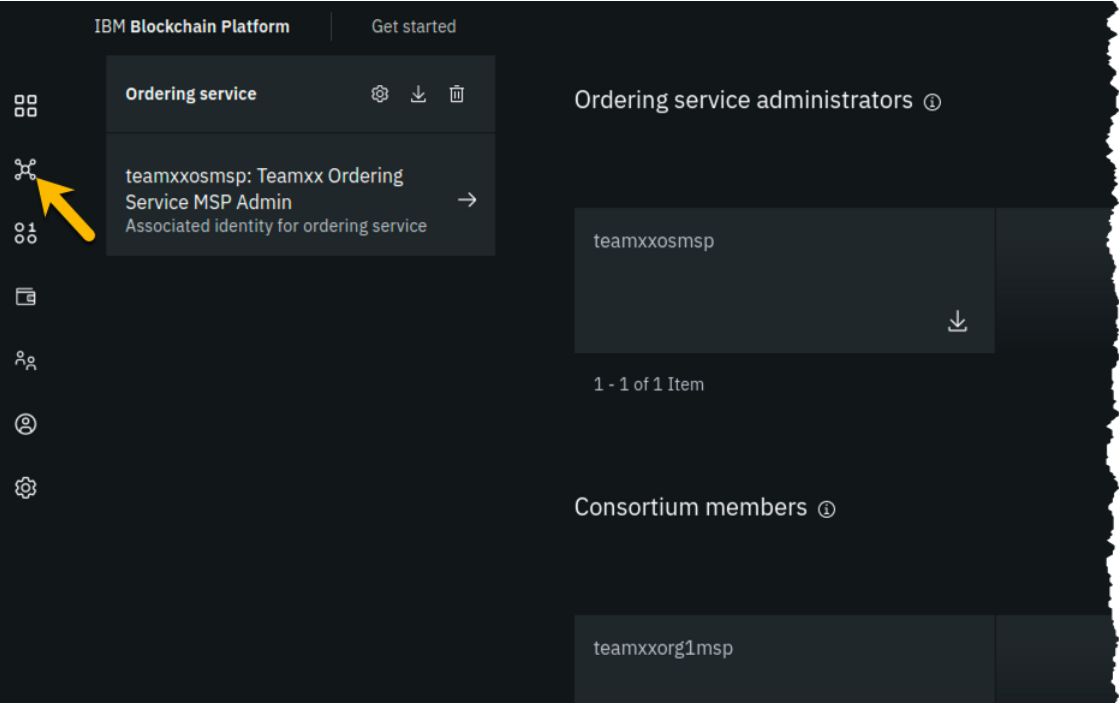 IBM Blockchain Platform
Get started
Ordering service
teamxxosmsp: Teamxx Ordering
Service MSP Admin
Associated identity for ordering service
Ordering service administrators
teamxxosmsp
1 - 1 of 1 Item
Consortium members
teamxxorg1msp